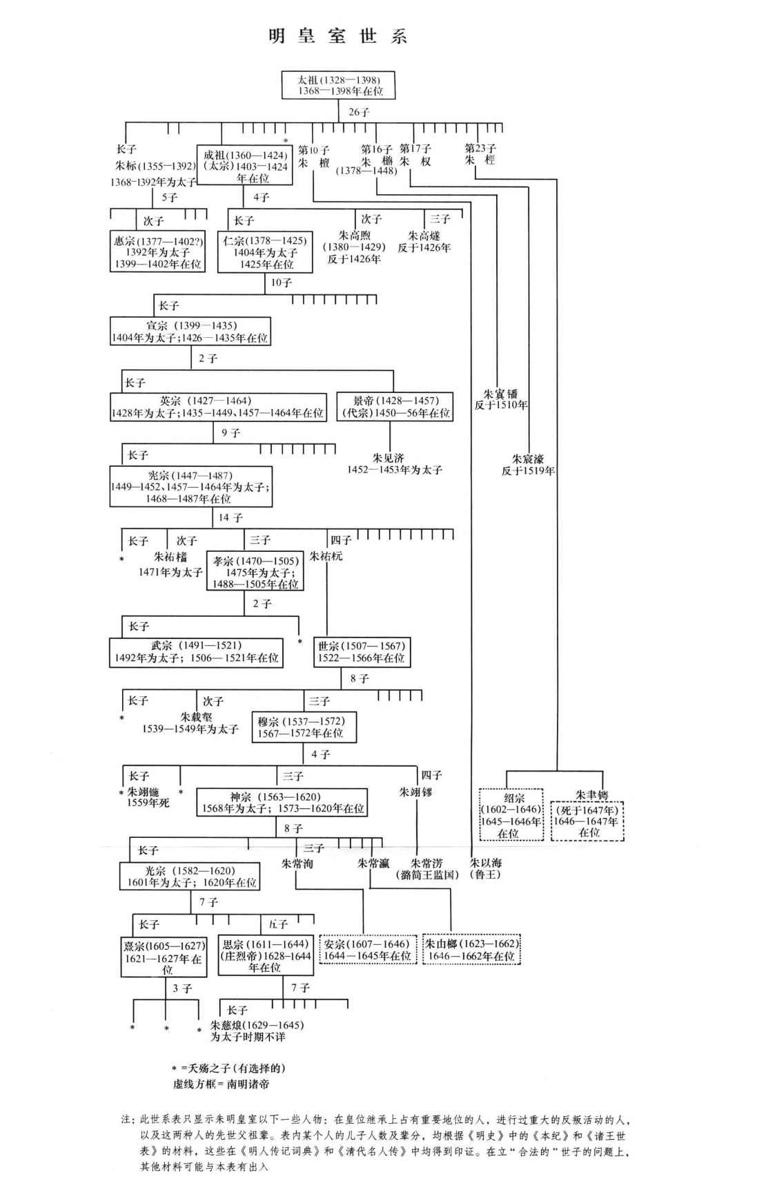 明皇室世系
太祖(1328—1398)
1368—1398年在位
26子
长子
朱标(1355—1392)
1368-1392年为太子
5子
成祖(1360—1424)
(太宗)1403—1424
年在位
4子
*
第10子
朱 檀
第16子
朱
(1378—1448)
第17子
朱 权
第23子
朱 桱
次子
惠宗(1377—1402?)
1392年为太子
1399—1402年在位
长子
仁宗(1378—1425)
1404年为太子
1425年在位
10子
次子
朱高煦
(1380—1429)
反于1426年
三子
朱高燧
反于1426年
长子
宣宗 (1399—1435)
1404年为太子;1426—1435年在位
2 子
长子
英宗 (1427—1464)
1428年为太子;1435—1449、1457—1464年在位
9 子
景帝(1428—1457)
(代宗)1450—56年在位
朱见济
1452—1453年为太子
朱寘鐇
反于1510年
朱宸濠
反于1519年
长子
宪宗(1447—1487)
1449—1452、1457—1464年为太子;
1468—1487年在位
14 子
长子
*
次子
朱祐
1471年为太子
三子
孝宗(1470—1505)
1475年为太子;
1488—1505年在位
2 子
四子
朱祐杬
长子
武宗(1491—1521)
1492年为太子; 1506—1521年在位
*
世宗(1507—1567)
1522—1566年在位
8 子
长子
*
次子
朱载壑
1539—1549年为太子
三子
穆宗(1537—1572)
1567—1572年在位
4 子
长子
* 朱翊
1559年死
*
三子
神宗 (1563—1620)
1568年为太子; 1573—1620年在位
8 子
四子
朱翊镠
绍宗
(1602—1646)
1645—1646年
在位
朱聿
(死于1647年)
1646—1647年
在位
长子
光宗 (1582—1620)
1601年为太子; 1620年在位
7 子
三子
朱常洵
朱常瀛
朱常淓
(潞简王监国)
朱以海
(鲁王)
长子
熹宗(1605—1627)
1621—1627年在
位
3 子
五子
思宗(1611—1644)
(庄烈帝)1628-1644
年在位
7子
安宗(1607—1646)
1644—1645年在位
朱由榔(1623—1662)
1646—1662年在位
* * *
长子
朱慈烺(1629—1645)
为太子时期不详
* =夭殇之子(有选择的)
虚线方框=南明诸帝
注:此世系表只显示朱明皇室以下一些人物:在皇位继承上占有重要地位的人,进行过重大的反叛活动的人,
以及这两种人的先世父祖辈。表内某个人的儿子人数及辈分,均根据《明史》中的《本纪》和《诸王世
表》的材料,这些在《明人传记词典》和《清代名人传》中均得到印证。在立“合法的”世子的问题上,
其他材料可能与本表有出入